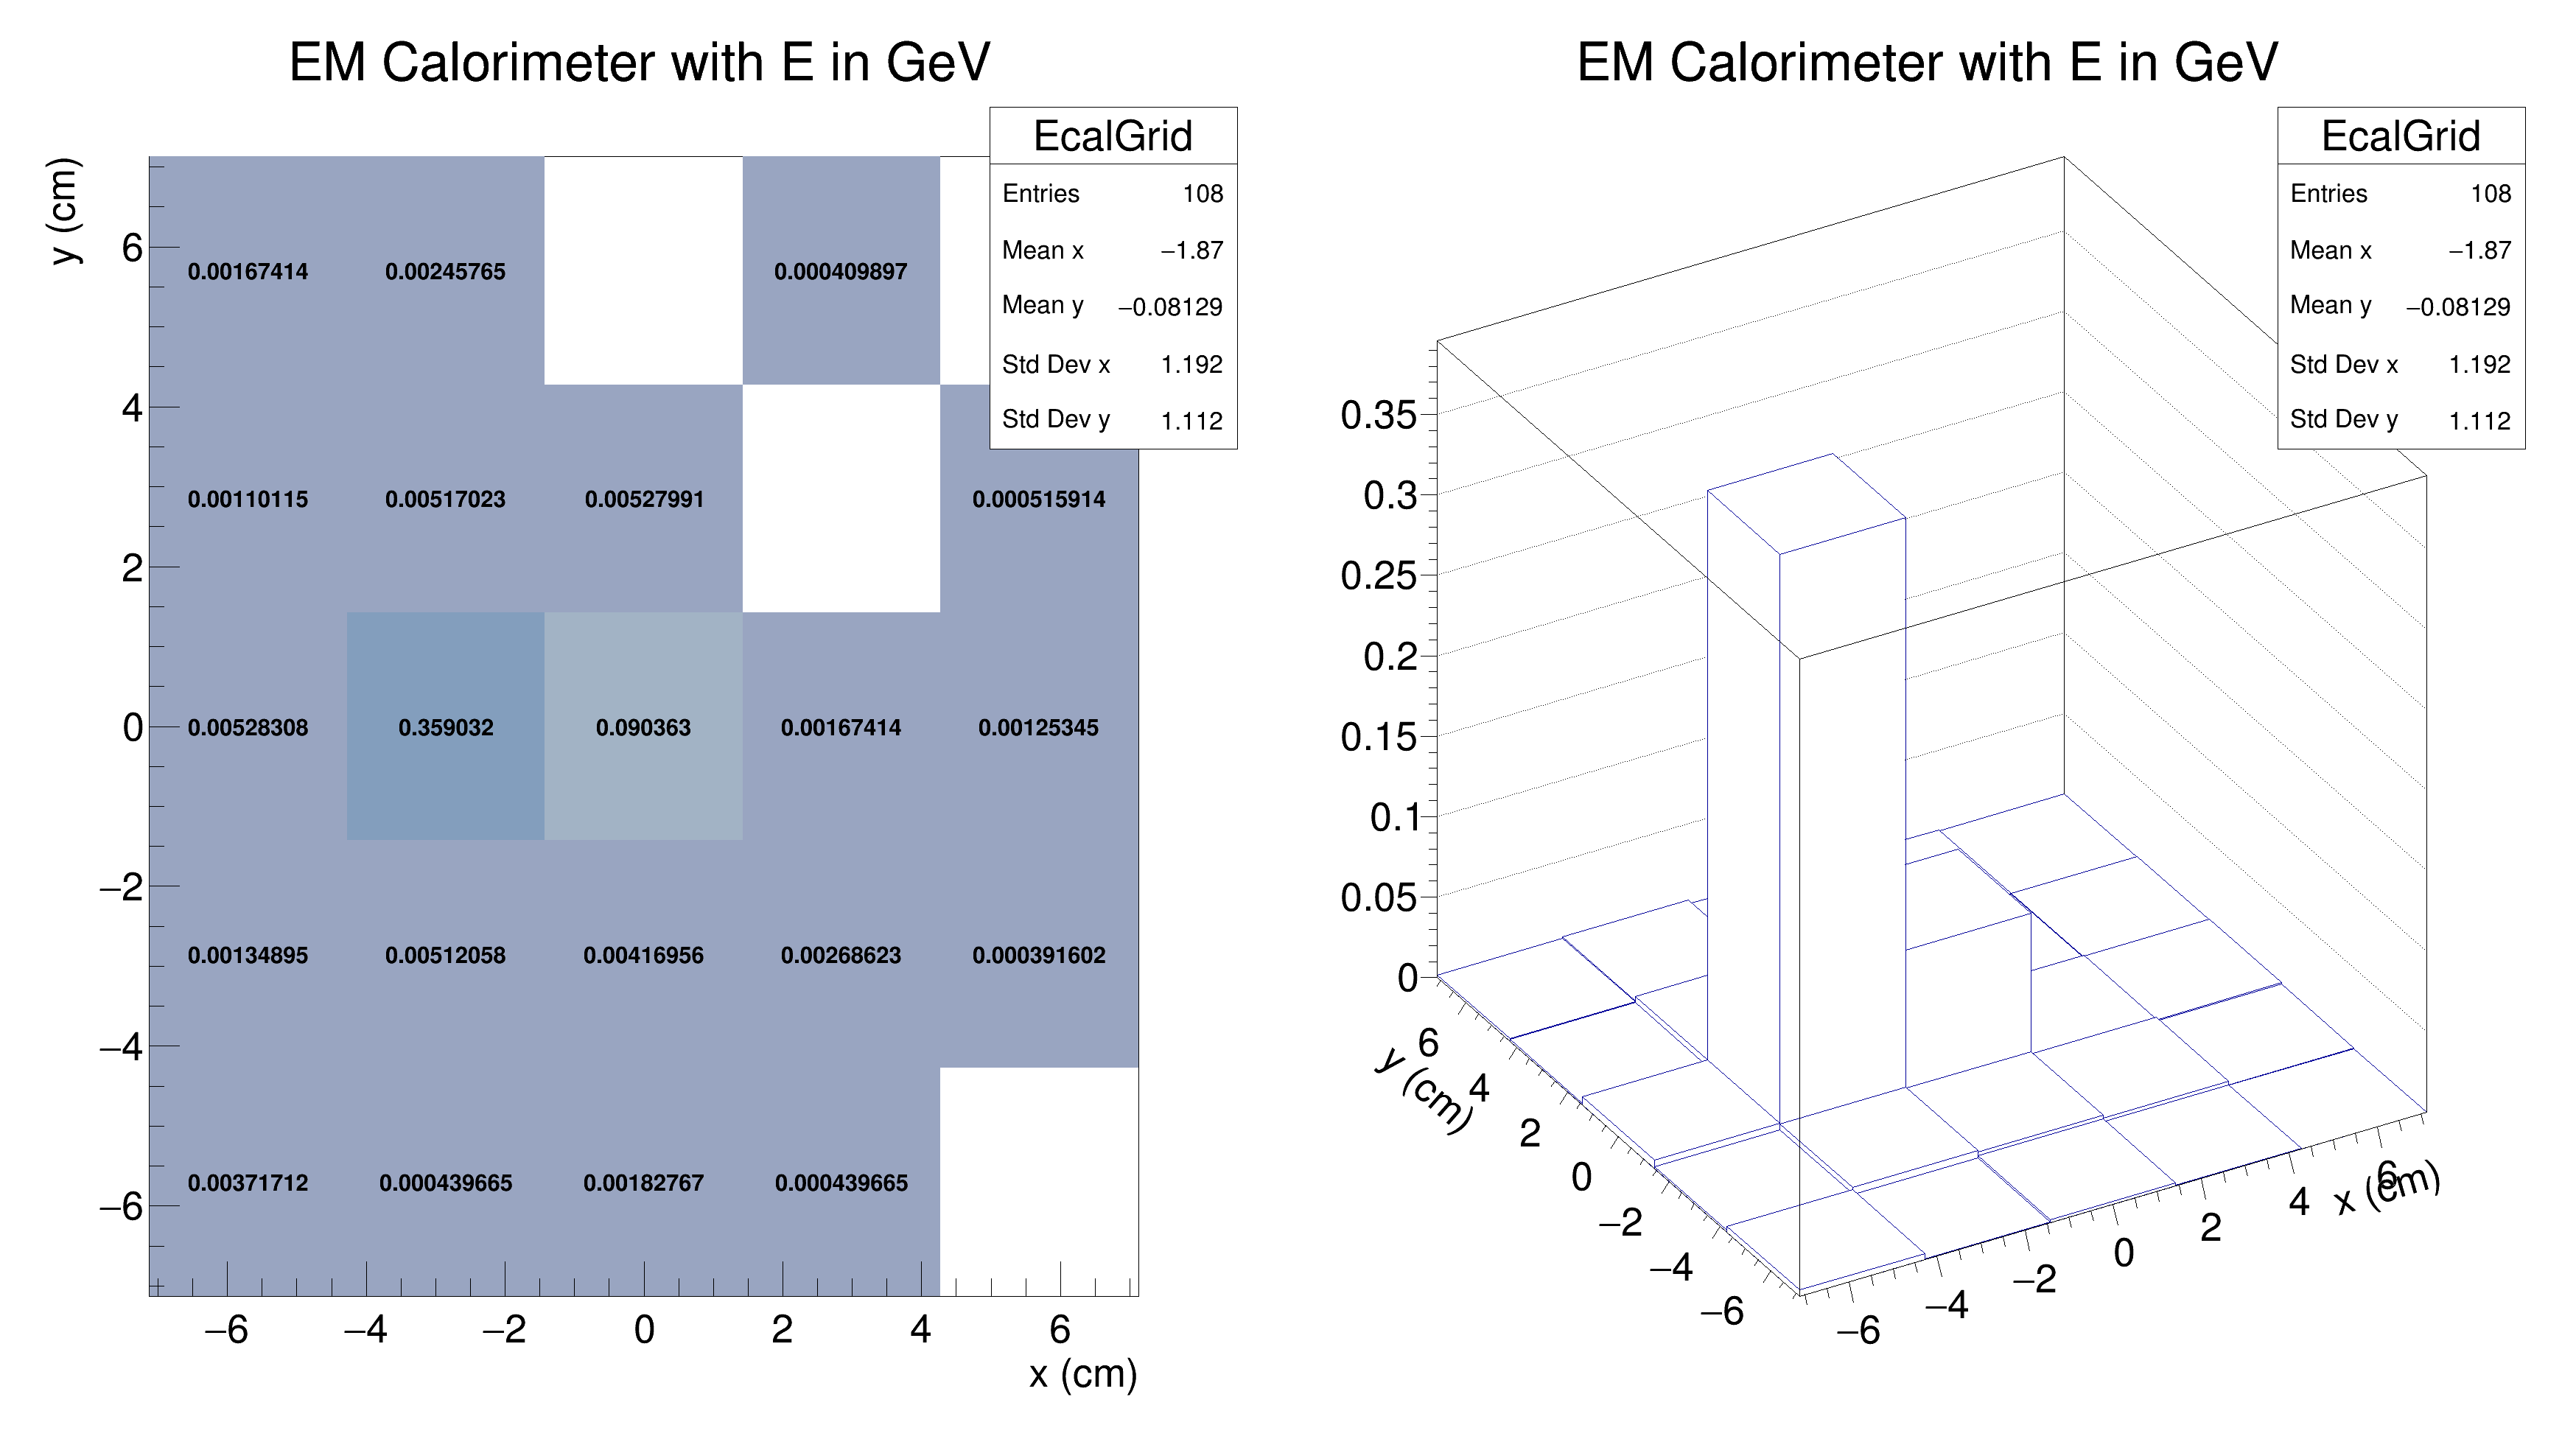 EM Calorimeter with E in GeV
EcalGrid
Entries 108
Mean x −1.87
Mean y −0.08129
Std Dev x 1.192
Std Dev y 1.112
y (cm)
6
4
2
0
−2
−4
−6
0.00167414 0.00245765 0.000409897
0.00110115 0.00517023 0.00527991 0.000515914
0.00528308 0.359032 0.090363 0.00167414 0.00125345
0.00134895 0.00512058 0.00416956 0.00268623 0.000391602
0.00371712 0.000439665 0.00182767 0.000439665
−6 −4 −2 0 2 4 6
x (cm)
EM Calorimeter with E in GeV
EcalGrid
Entries 108
Mean x −1.87
Mean y −0.08129
Std Dev x 1.192
Std Dev y 1.112
0.35
0.3
0.25
0.2
0.15
0.1
0.05
0
6
4
2
0
−2
−4
−6
y (cm)
−6
−4
−2
0
2
4
6
x (cm)